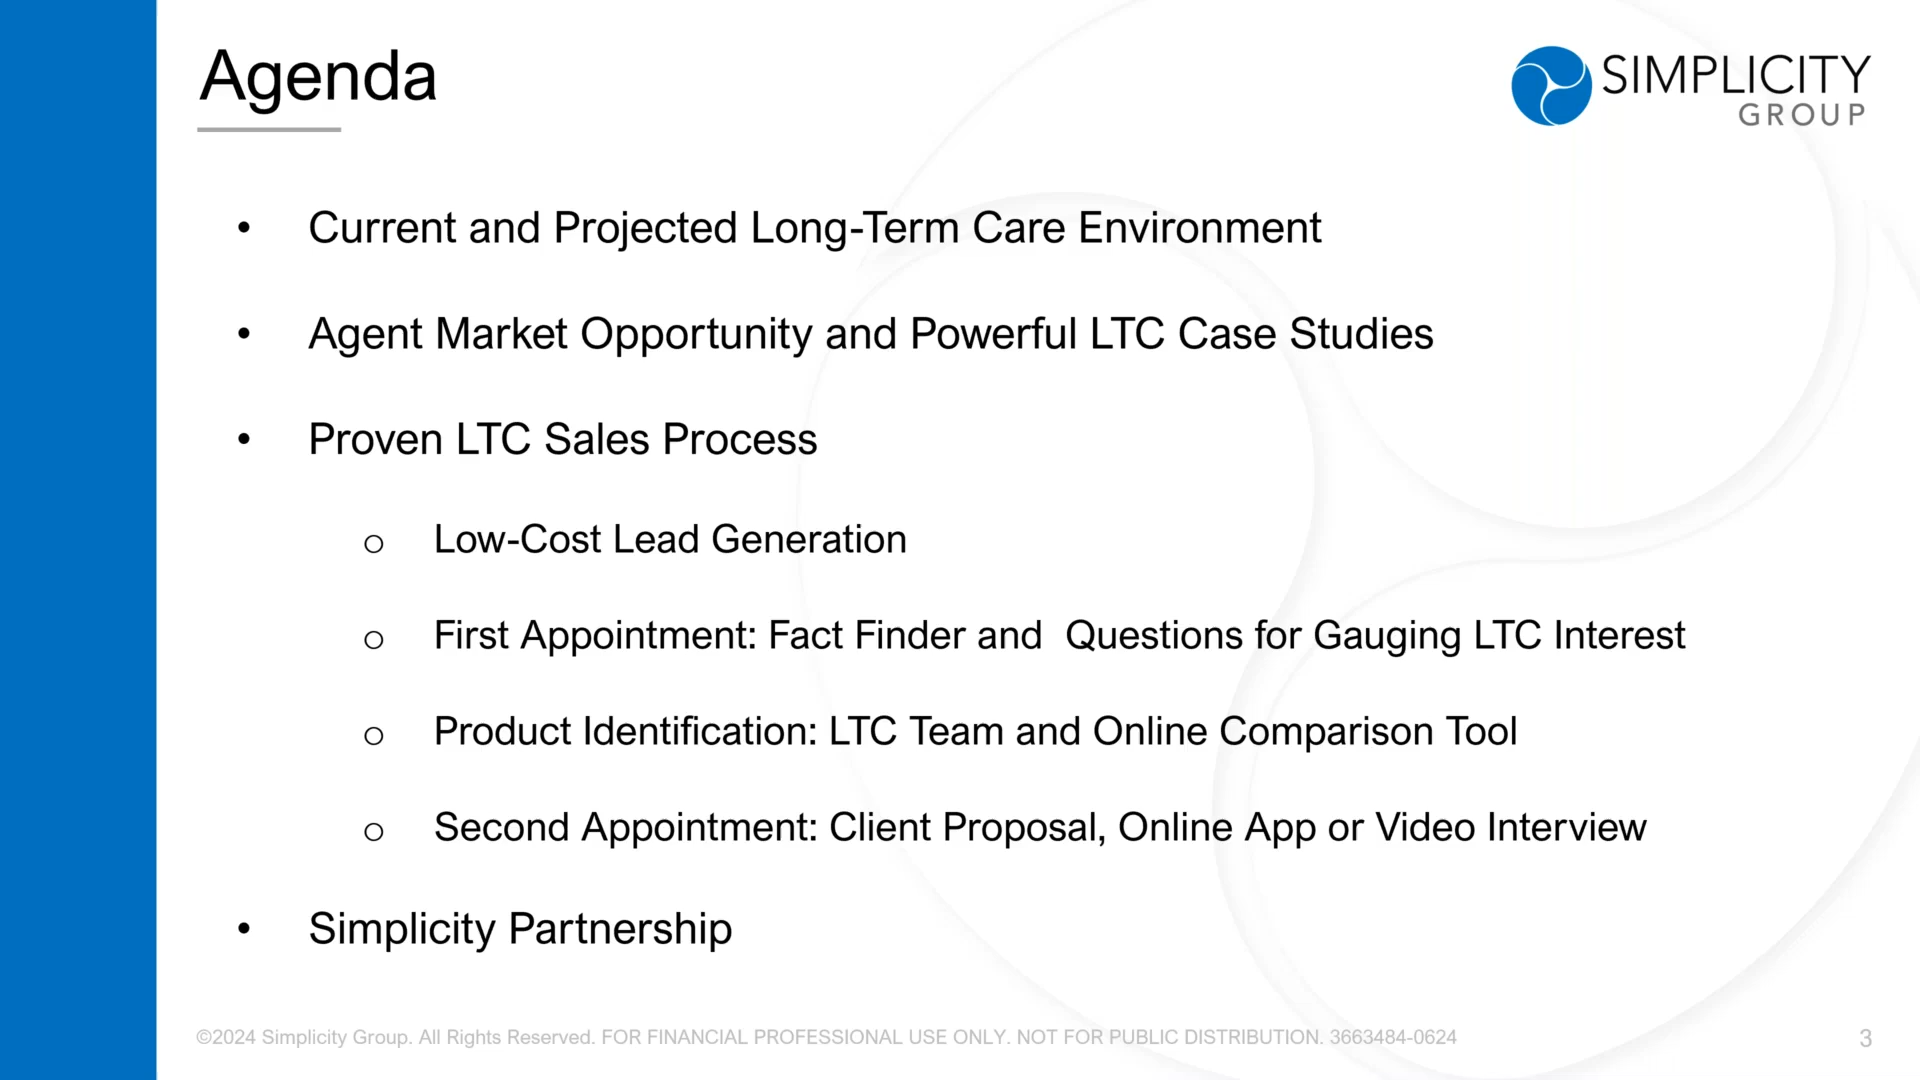 Agenda
SIMPLICITY
GROUP
• Current and Projected Long-Term Care Environment
• Agent Market Opportunity and Powerful LTC Case Studies
• Proven LTC Sales Process
o Low-Cost Lead Generation
o First Appointment: Fact Finder and  Questions for Gauging LTC Interest
o Product Identification: LTC Team and Online Comparison Tool
o Second Appointment: Client Proposal, Online App or Video Interview
• Simplicity Partnership
©2024 Simplicity Group. All Rights Reserved. FOR FINANCIAL PROFESSIONAL USE ONLY. NOT FOR PUBLIC DISTRIBUTION. 3663484-0624
3